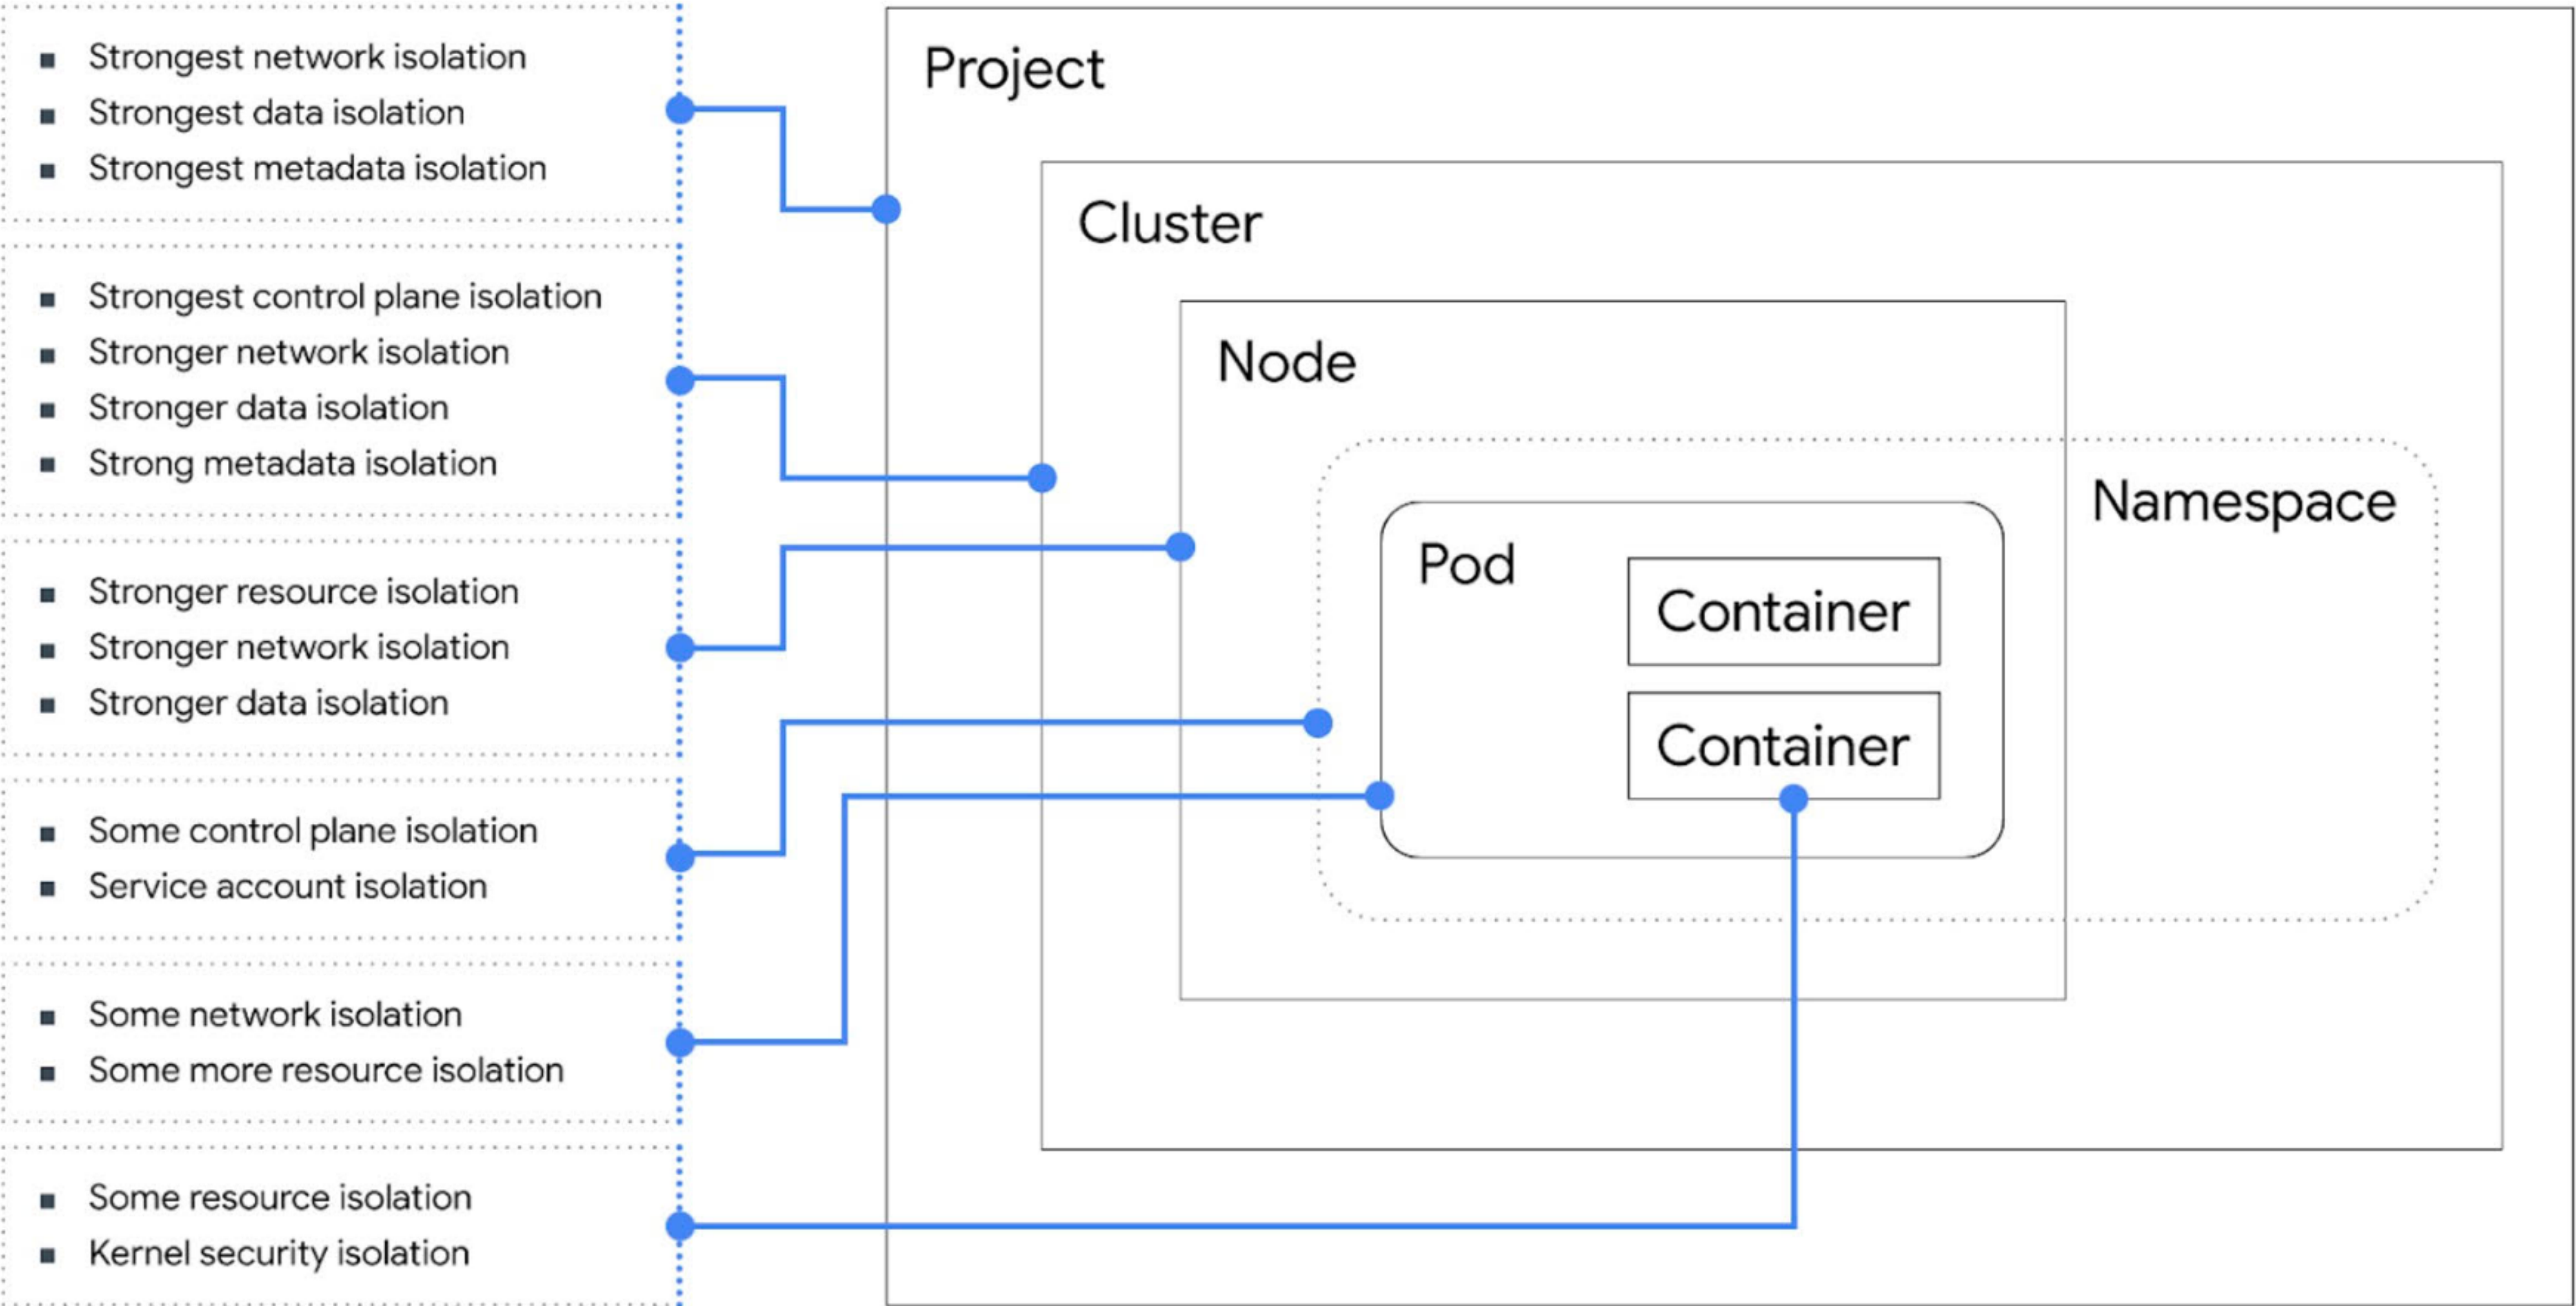 Strongest network isolation
Strongest data isolation
Strongest metadata isolation
Strongest control plane isolation
Stronger network isolation
Stronger data isolation
Strong metadata isolation
Stronger resource isolation
Stronger network isolation
Stronger data isolation
Some control plane isolation
Service account isolation
Some network isolation
Some more resource isolation
Some resource isolation
Kernel security isolation
Project
Cluster
Node
Namespace
Pod
Container
Container